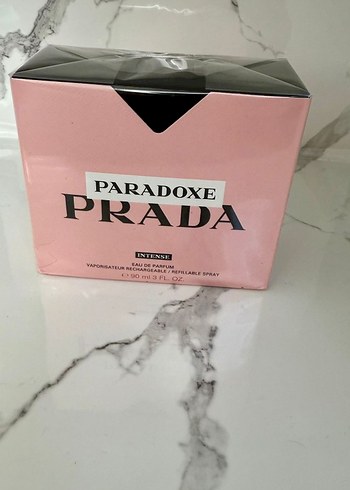 PARADOXE
PRADA
INTENSE
EAU DE PARFUM
VAPORISATEUR RECHARGEABLE / REFILLABLE SPRAY
℮ 90 ml 3 FL. OZ.